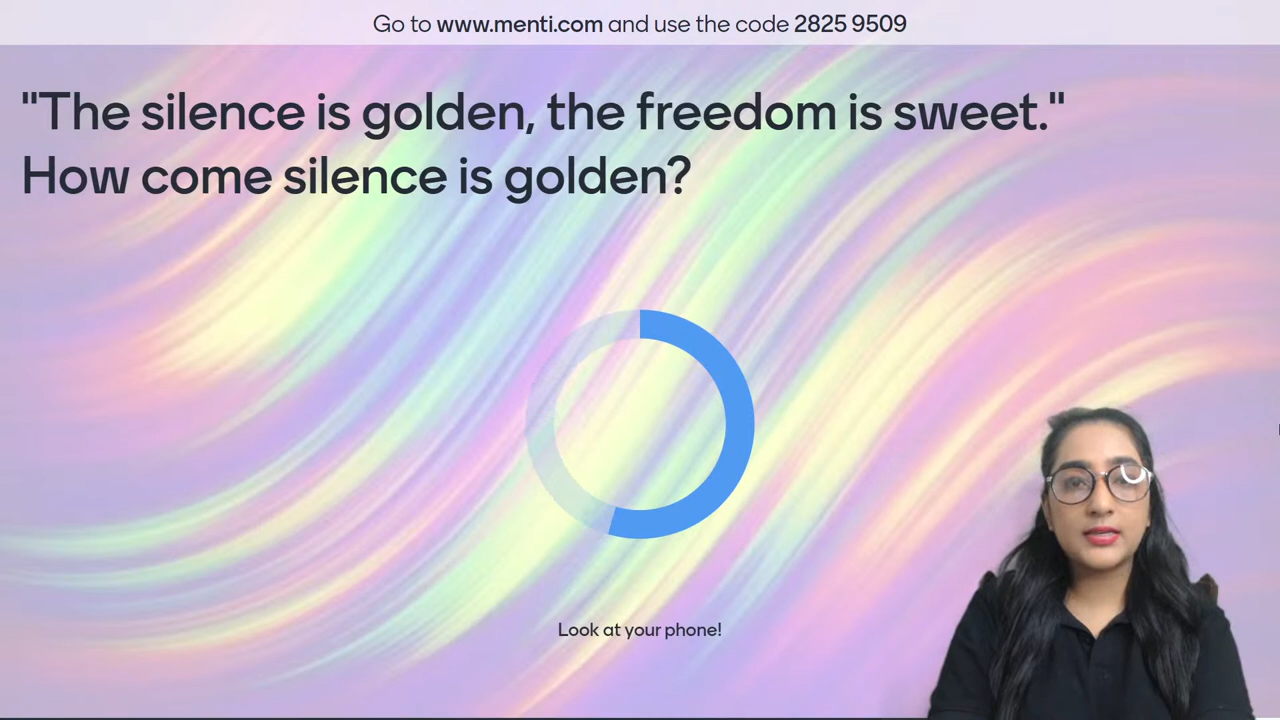 Go to www.menti.com and use the code 2825 9509
"The silence is golden, the freedom is sweet."
How come silence is golden?
Look at your phone!